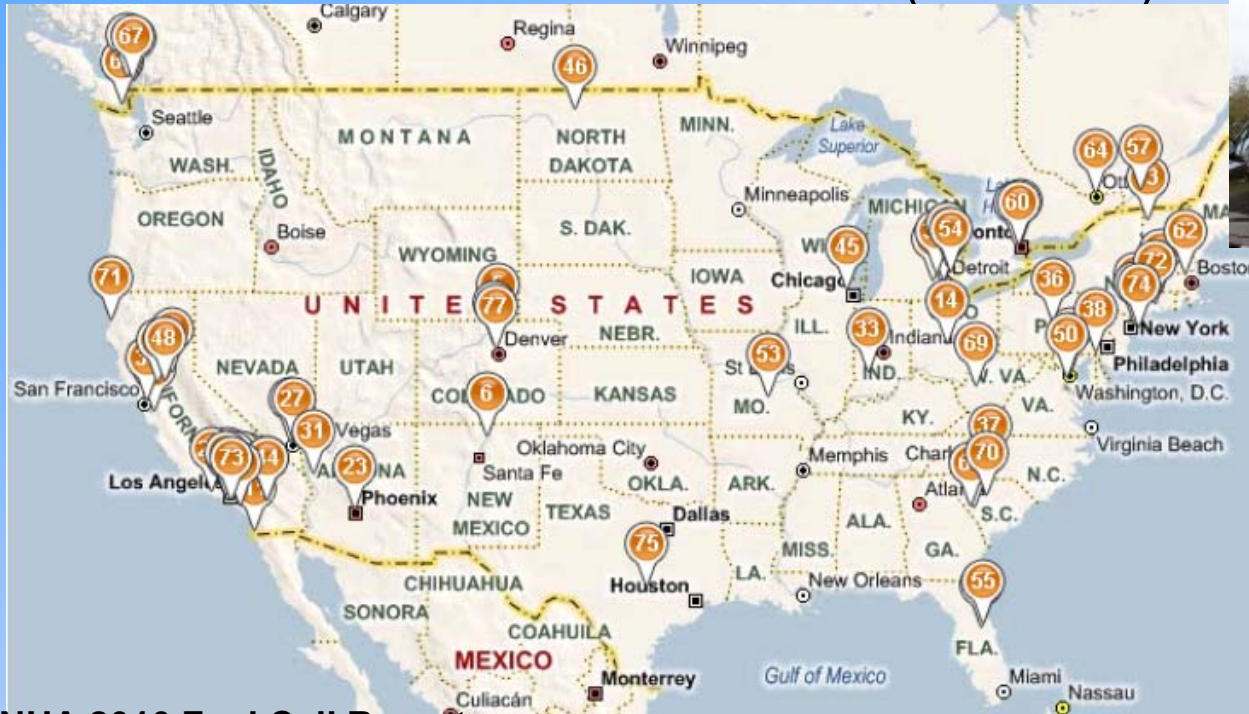 Calgary
Regina
Winnipeg
67
46
Seattle
MONTANA
NORTH
DAKOTA
MINN.
Lake
Superior
64
57
WASH.
IDAHO
Minneapolis
MICHIGAN
60
OREGON
Boise
S. DAK.
54
62
WYOMING
45
72
Boston
71
IOWA
Chicago
Detroit
36
74
77
UNITED STATES
14
38
NEBR.
ILL.
33
New York
48
Denver
69
50
NEVADA
UTAH
53
IND.
Philadelphia
San Francisco
6
KANSAS
MO.
W. VA.
Washington, D.C.
27
KY.
VA.
31
Vegas
37
Virginia Beach
73
23
Oklahoma City
Memphis
70
Santa Fe
OKLA.
ARK.
N.C.
Phoenix
NEW
MEXICO
TEXAS
Dallas
S.C.
ALA.
75
MISS.
GA.
CHIHUAHUA
Houston
LA.
New Orleans
55
SONORA
COAHUILA
FLA.
MEXICO
Monterrey
Gulf of Mexico
Miami
Culiacán
Nassau